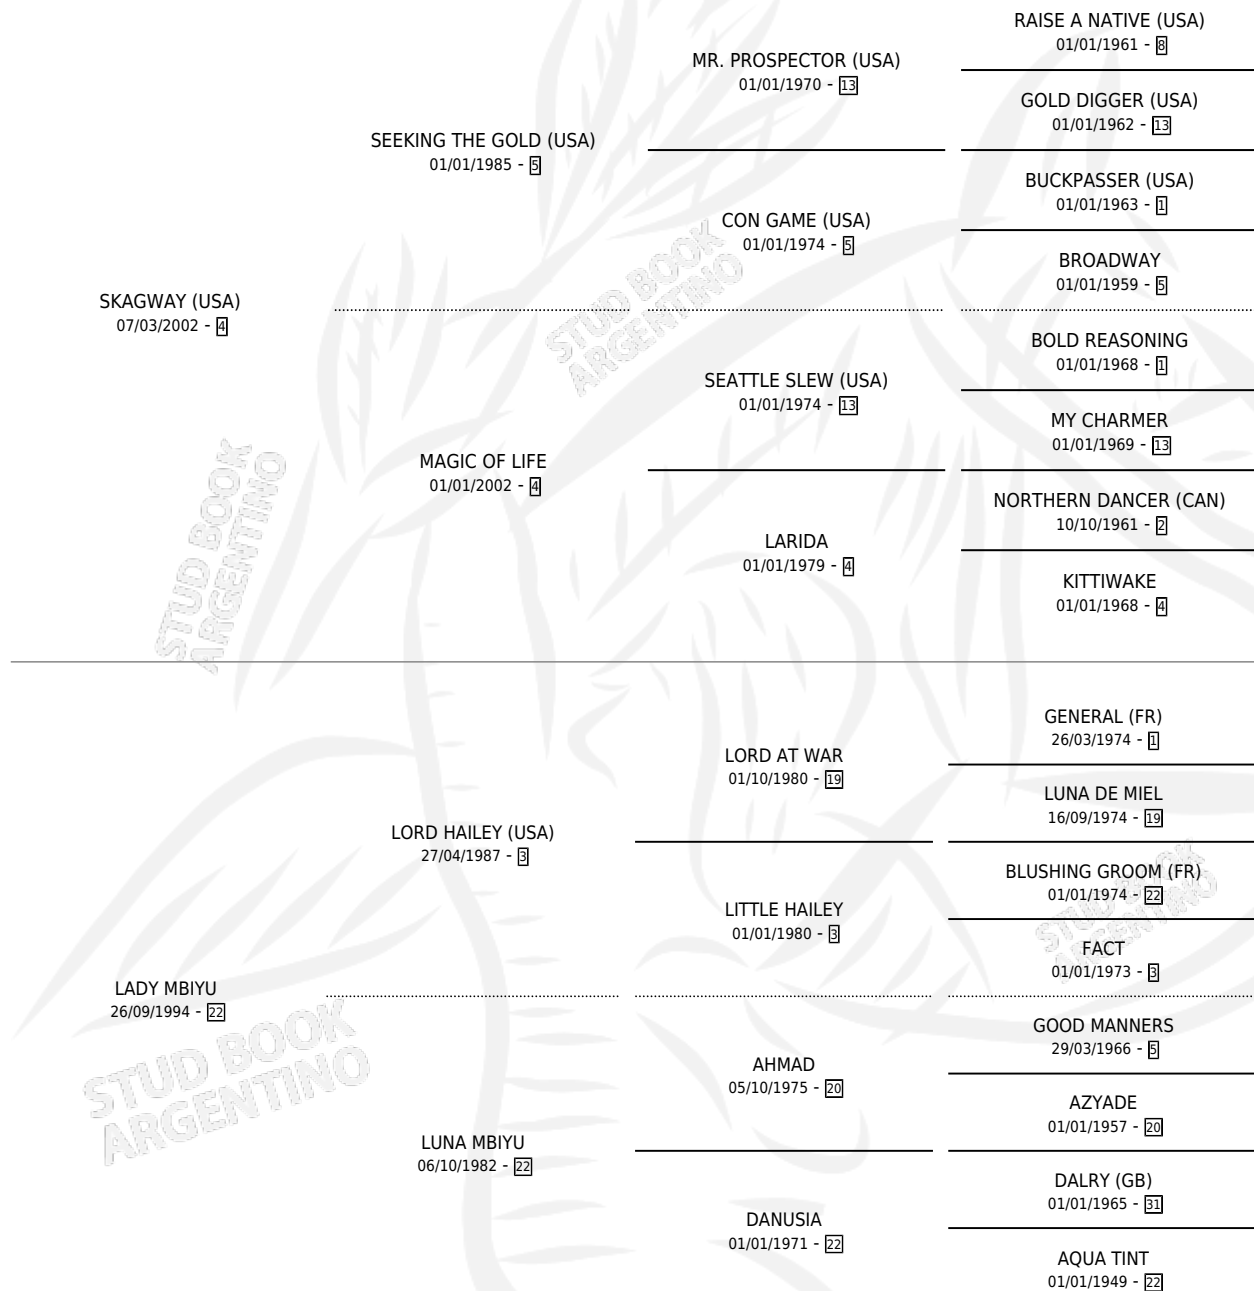 RAISE A NATIVE (USA)
01/01/1961 - 8
MR. PROSPECTOR (USA)
01/01/1970 - 13
GOLD DIGGER (USA)
01/01/1962 - 13
SEEKING THE GOLD (USA)
01/01/1985 - 5
BUCKPASSER (USA)
01/01/1963 - 1
CON GAME (USA)
01/01/1974 - 5
BROADWAY
01/01/1959 - 5
SKAGWAY (USA)
07/03/2002 - 4
STUD BOOK
ARGENTINO
BOLD REASONING
01/01/1968 - 1
SEATTLE SLEW (USA)
01/01/1974 - 13
MY CHARMER
01/01/1969 - 13
MAGIC OF LIFE
01/01/2002 - 4
NORTHERN DANCER (CAN)
10/10/1961 - 2
LARIDA
01/01/1979 - 4
KITTIWAKE
01/01/1968 - 4
STUD BOOK
ARGENTINO
GENERAL (FR)
26/03/1974 - 1
LORD AT WAR
01/10/1980 - 19
LUNA DE MIEL
16/09/1974 - 19
LORD HAILEY (USA)
27/04/1987 - 3
BLUSHING GROOM (FR)
01/01/1974 - 22
LITTLE HAILEY
01/01/1980 - 3
STUD BOOK
ARGENTINO
FACT
01/01/1973 - 3
LADY MBIYU
26/09/1994 - 22
STUD BOOK
ARGENTINO
GOOD MANNERS
29/03/1966 - 5
AHMAD
05/10/1975 - 20
AZYADE
01/01/1957 - 20
LUNA MBIYU
06/10/1982 - 22
DALRY (GB)
01/01/1965 - 31
DANUSIA
01/01/1971 - 22
AQUA TINT
01/01/1949 - 22